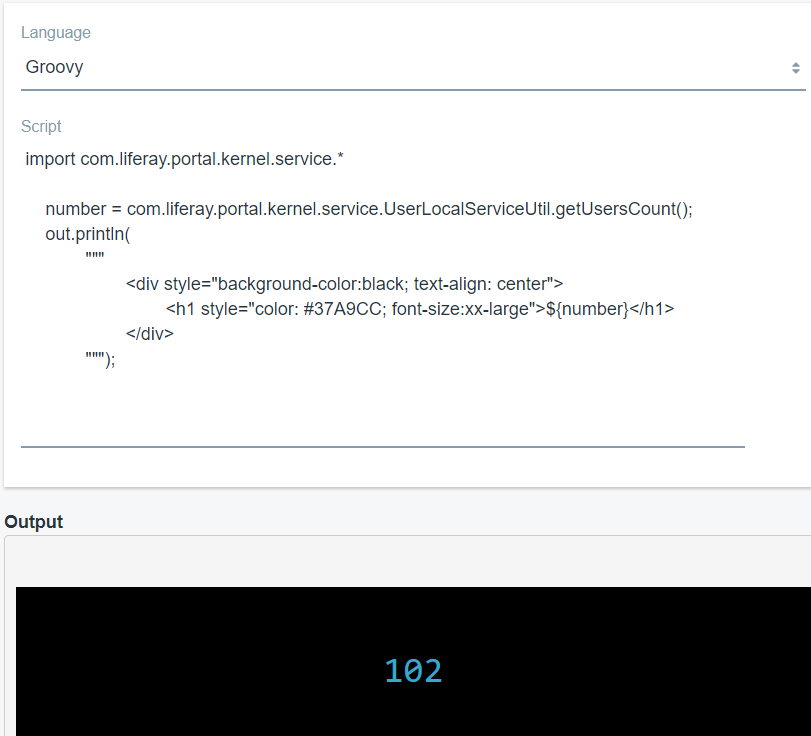 Language
Groovy
Script
import com.liferay.portal.kernel.service.*
number = com.liferay.portal.kernel.service.UserLocalServiceUtil.getUsersCount();
out.println(
"""
<div style="background-color:black; text-align: center">
<h1 style="color: #37A9CC; font-size:xx-large">${number}</h1>
</div>
""");
Output
102